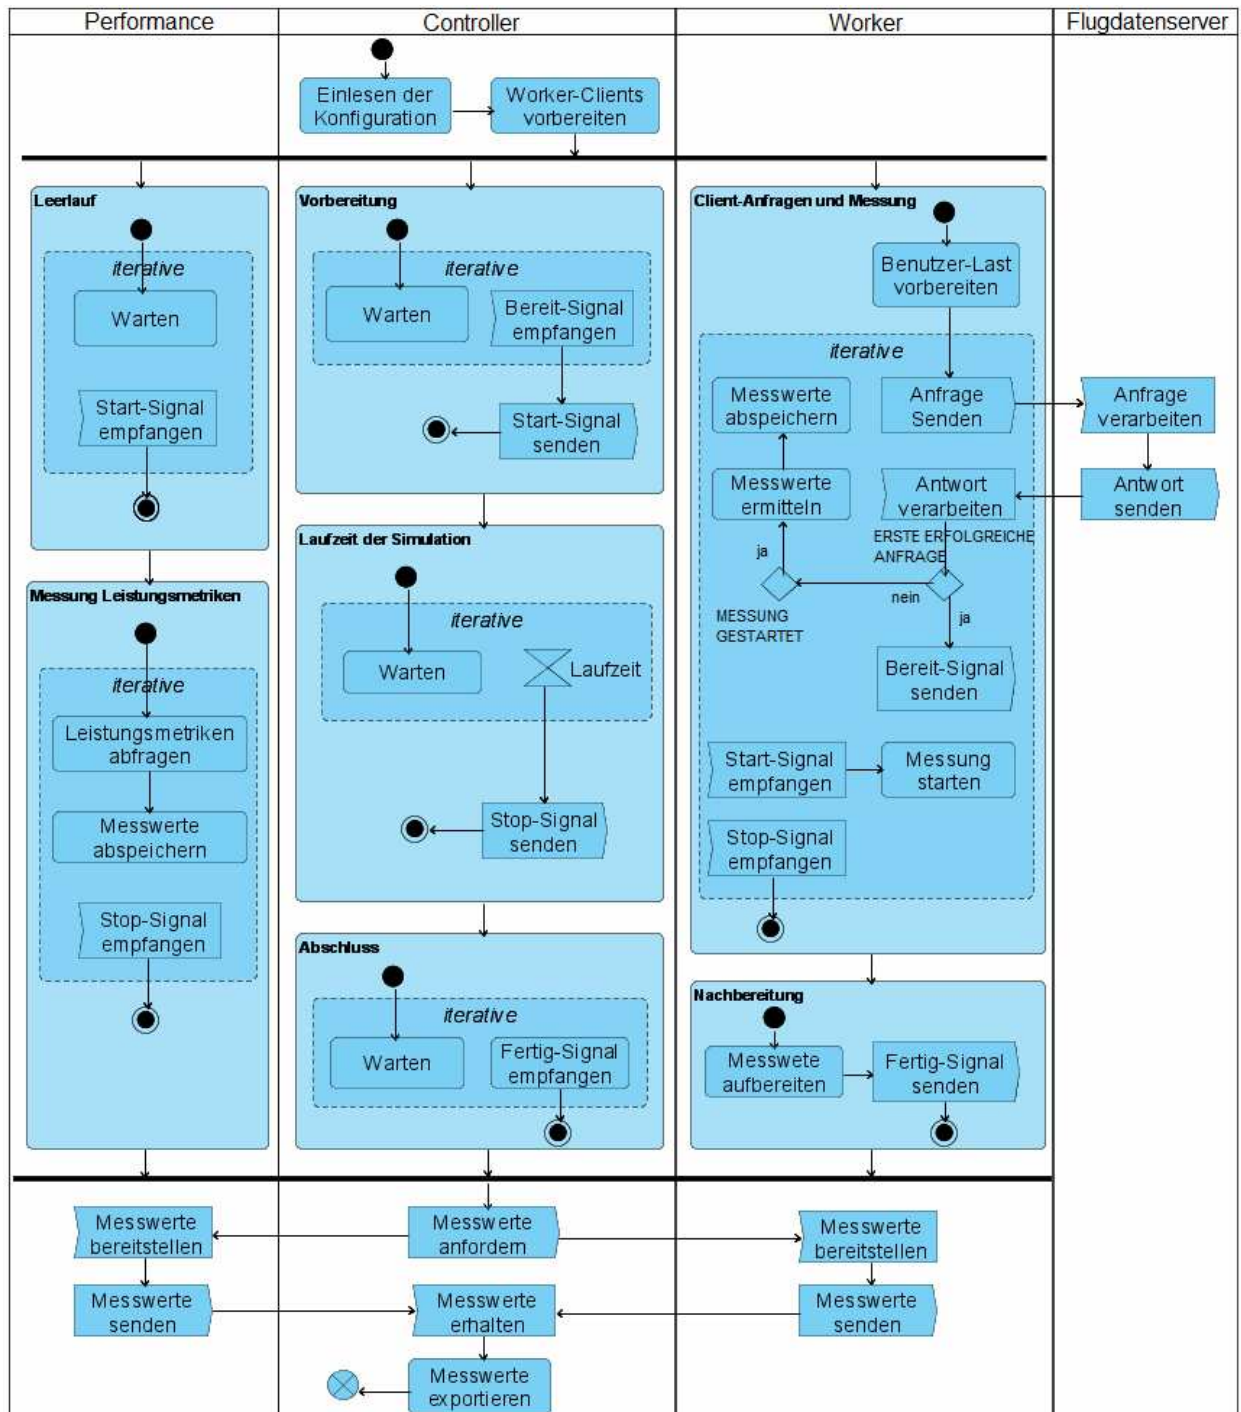 Performance
Controller
Worker
Flugdatenserver
Einlesen der
Konfiguration
Worker-Clients
vorbereiten
Leerlauf
iterative
Warten
Start-Signal
empfangen
Messung Leistungsmetriken
iterative
Leistungsmetriken
abfragen
Messwerte
abspeichern
Stop-Signal
empfangen
Vorbereitung
iterative
Warten
Bereit-Signal
empfangen
Start-Signal
senden
Laufzeit der Simulation
iterative
Warten
Laufzeit
Stop-Signal
senden
Abschluss
iterative
Warten
Fertig-Signal
empfangen
Client-Anfragen und Messung
Benutzer-Last
vorbereiten
iterative
Messwerte
abspeichern
Anfrage
Senden
Messwerte
ermitteln
Antwort
verarbeiten
ERSTE ERFOLGREICHE
ANFRAGE
ja
nein
ja
MESSUNG
GESTARTET
Bereit-Signal
senden
Start-Signal
empfangen
Messung
starten
Stop-Signal
empfangen
Nachbereitung
Messwete
aufbereiten
Fertig-Signal
senden
Anfrage
verarbeiten
Antwort
senden
Messwerte
bereitstellen
Messwerte
anfordern
Messwerte
bereitstellen
Messwerte
senden
Messwerte
erhalten
Messwerte
senden
Messwerte
exportieren